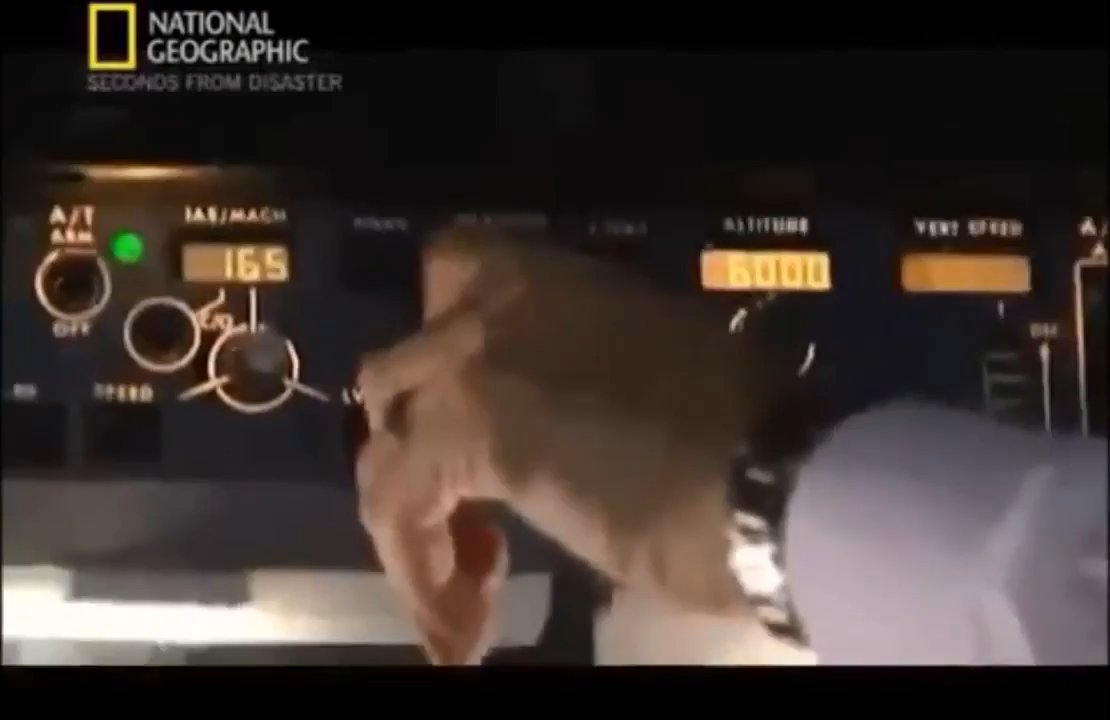 NATIONAL
GEOGRAPHIC
SECONDS FROM DISASTER
A/T
ARM
OFF
IAS/MACH
165
C/O
SPEED
ALTITUDE
6000
VERT SPEED